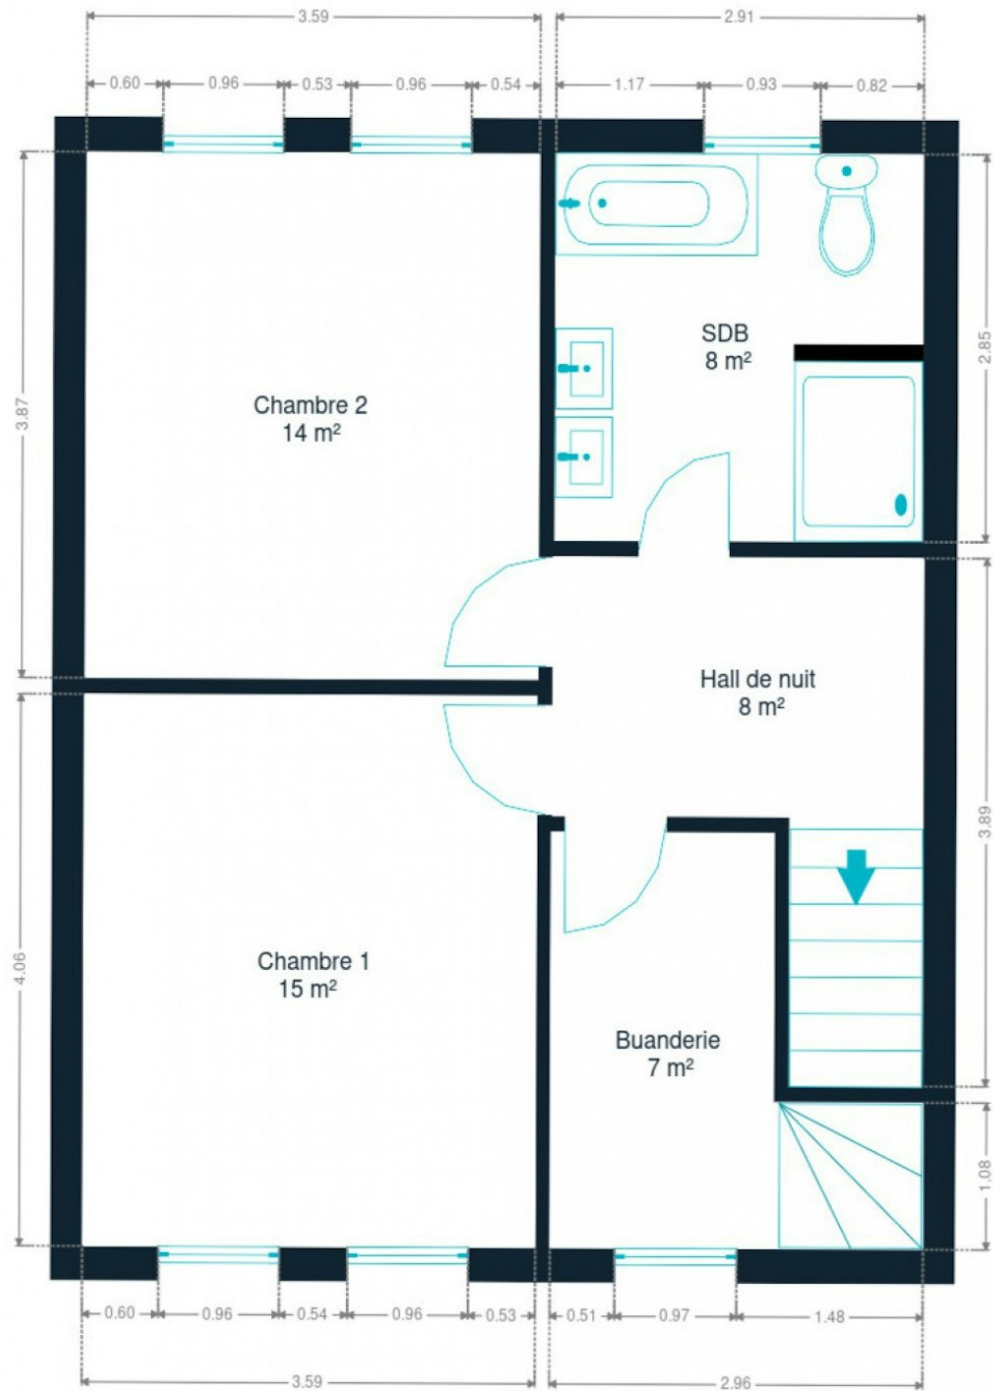 3.59
2.91
0.60
0.96
0.53
0.96
0.54
1.17
0.93
0.82
3.87
2.85
SDB
8 m²
Chambre 2
14 m²
Hall de nuit
8 m²
3.89
4.06
Chambre 1
15 m²
Buanderie
7 m²
1.08
0.60
0.96
0.54
0.96
0.53
0.51
0.97
1.48
3.59
2.96